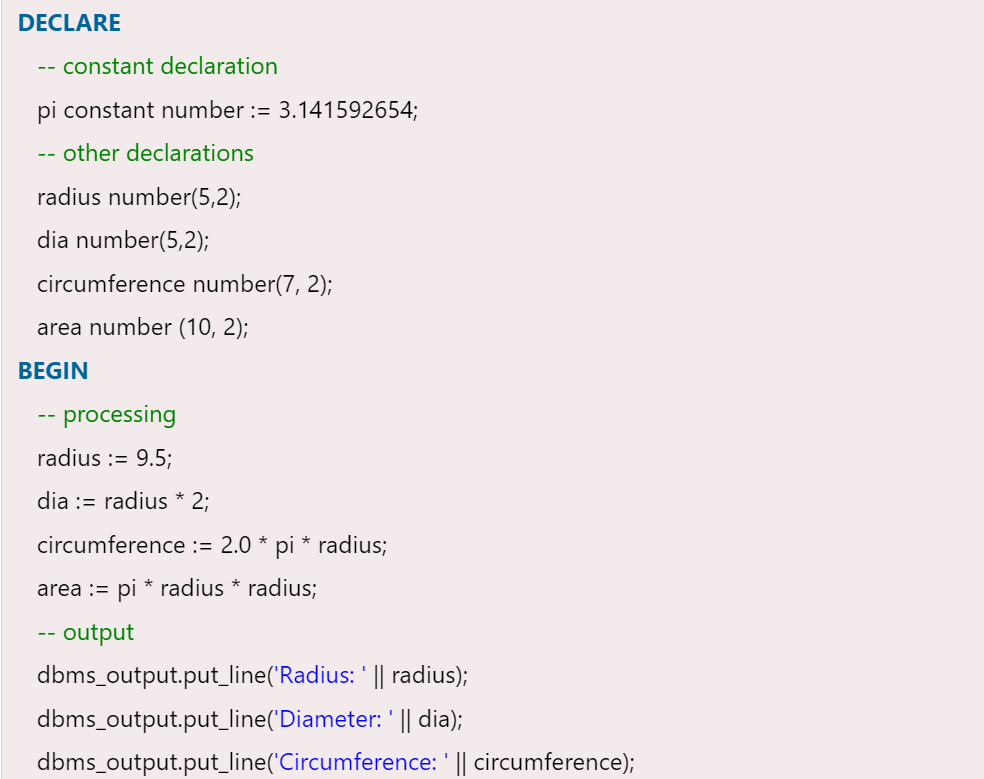 DECLARE
-- constant declaration
pi constant number := 3.141592654;
-- other declarations
radius number(5,2);
dia number(5,2);
circumference number(7, 2);
area number (10, 2);
BEGIN
-- processing
radius := 9.5;
dia := radius * 2;
circumference := 2.0 * pi * radius;
area := pi * radius * radius;
-- output
dbms_output.put_line('Radius: ' || radius);
dbms_output.put_line('Diameter: ' || dia);
dbms_output.put_line('Circumference: ' || circumference);